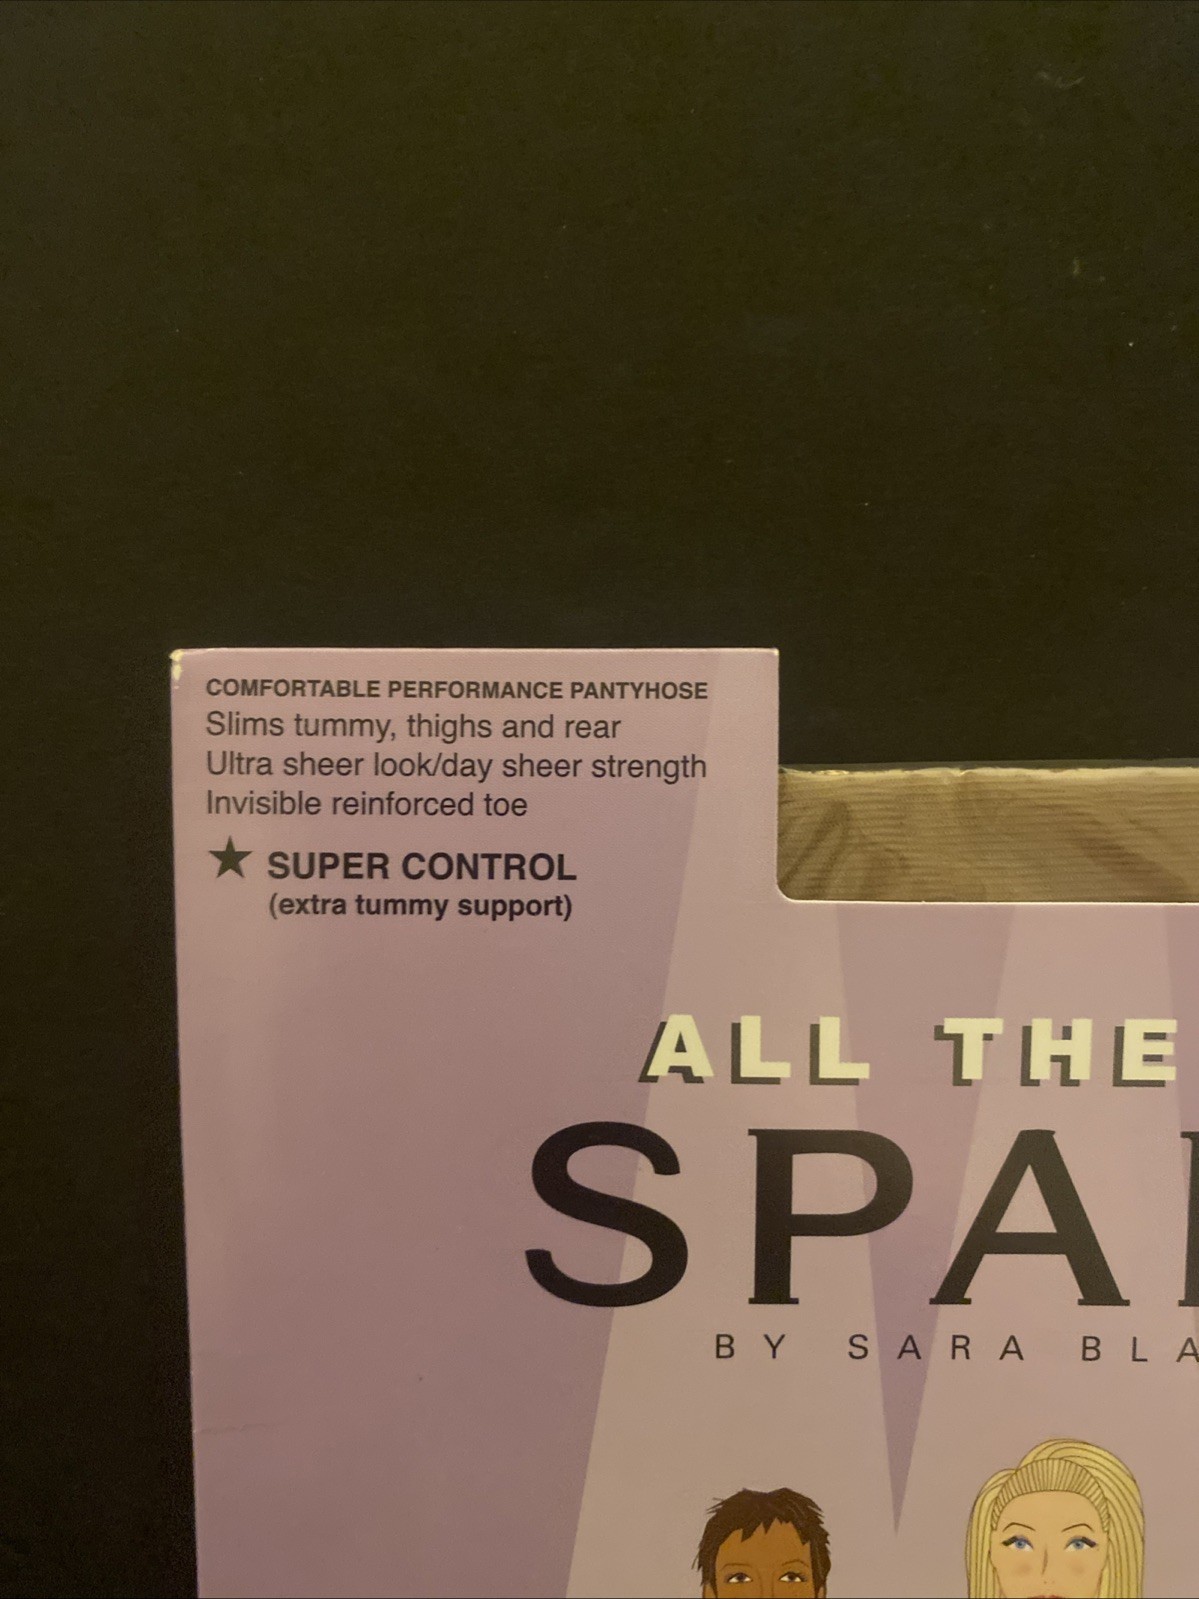 COMFORTABLE PERFORMANCE PANTYHOSE
Slims tummy, thighs and rear
Ultra sheer look/day sheer strength
Invisible reinforced toe
★ SUPER CONTROL
(extra tummy support)
ALL THE
SPA
BY SARA BLA